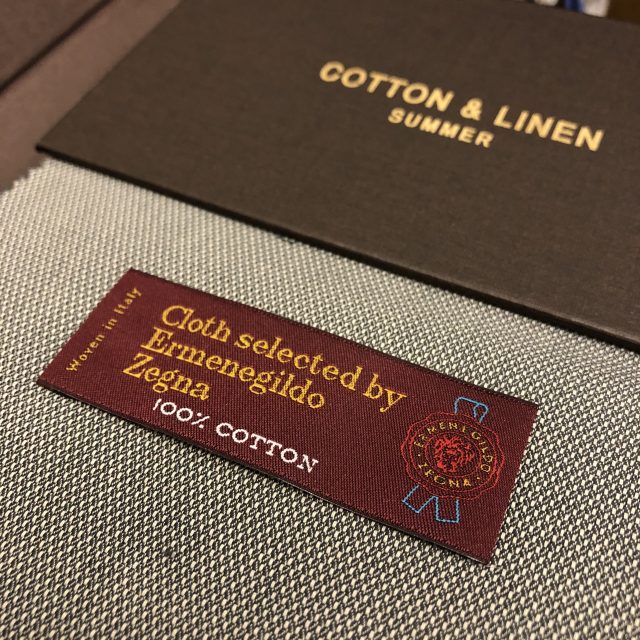 COTTON & LINEN
SUMMER
Woven in Italy
Cloth selected by
Ermenegildo
Zegna
100% COTTON
ERMENEGILDO
ZEGNA